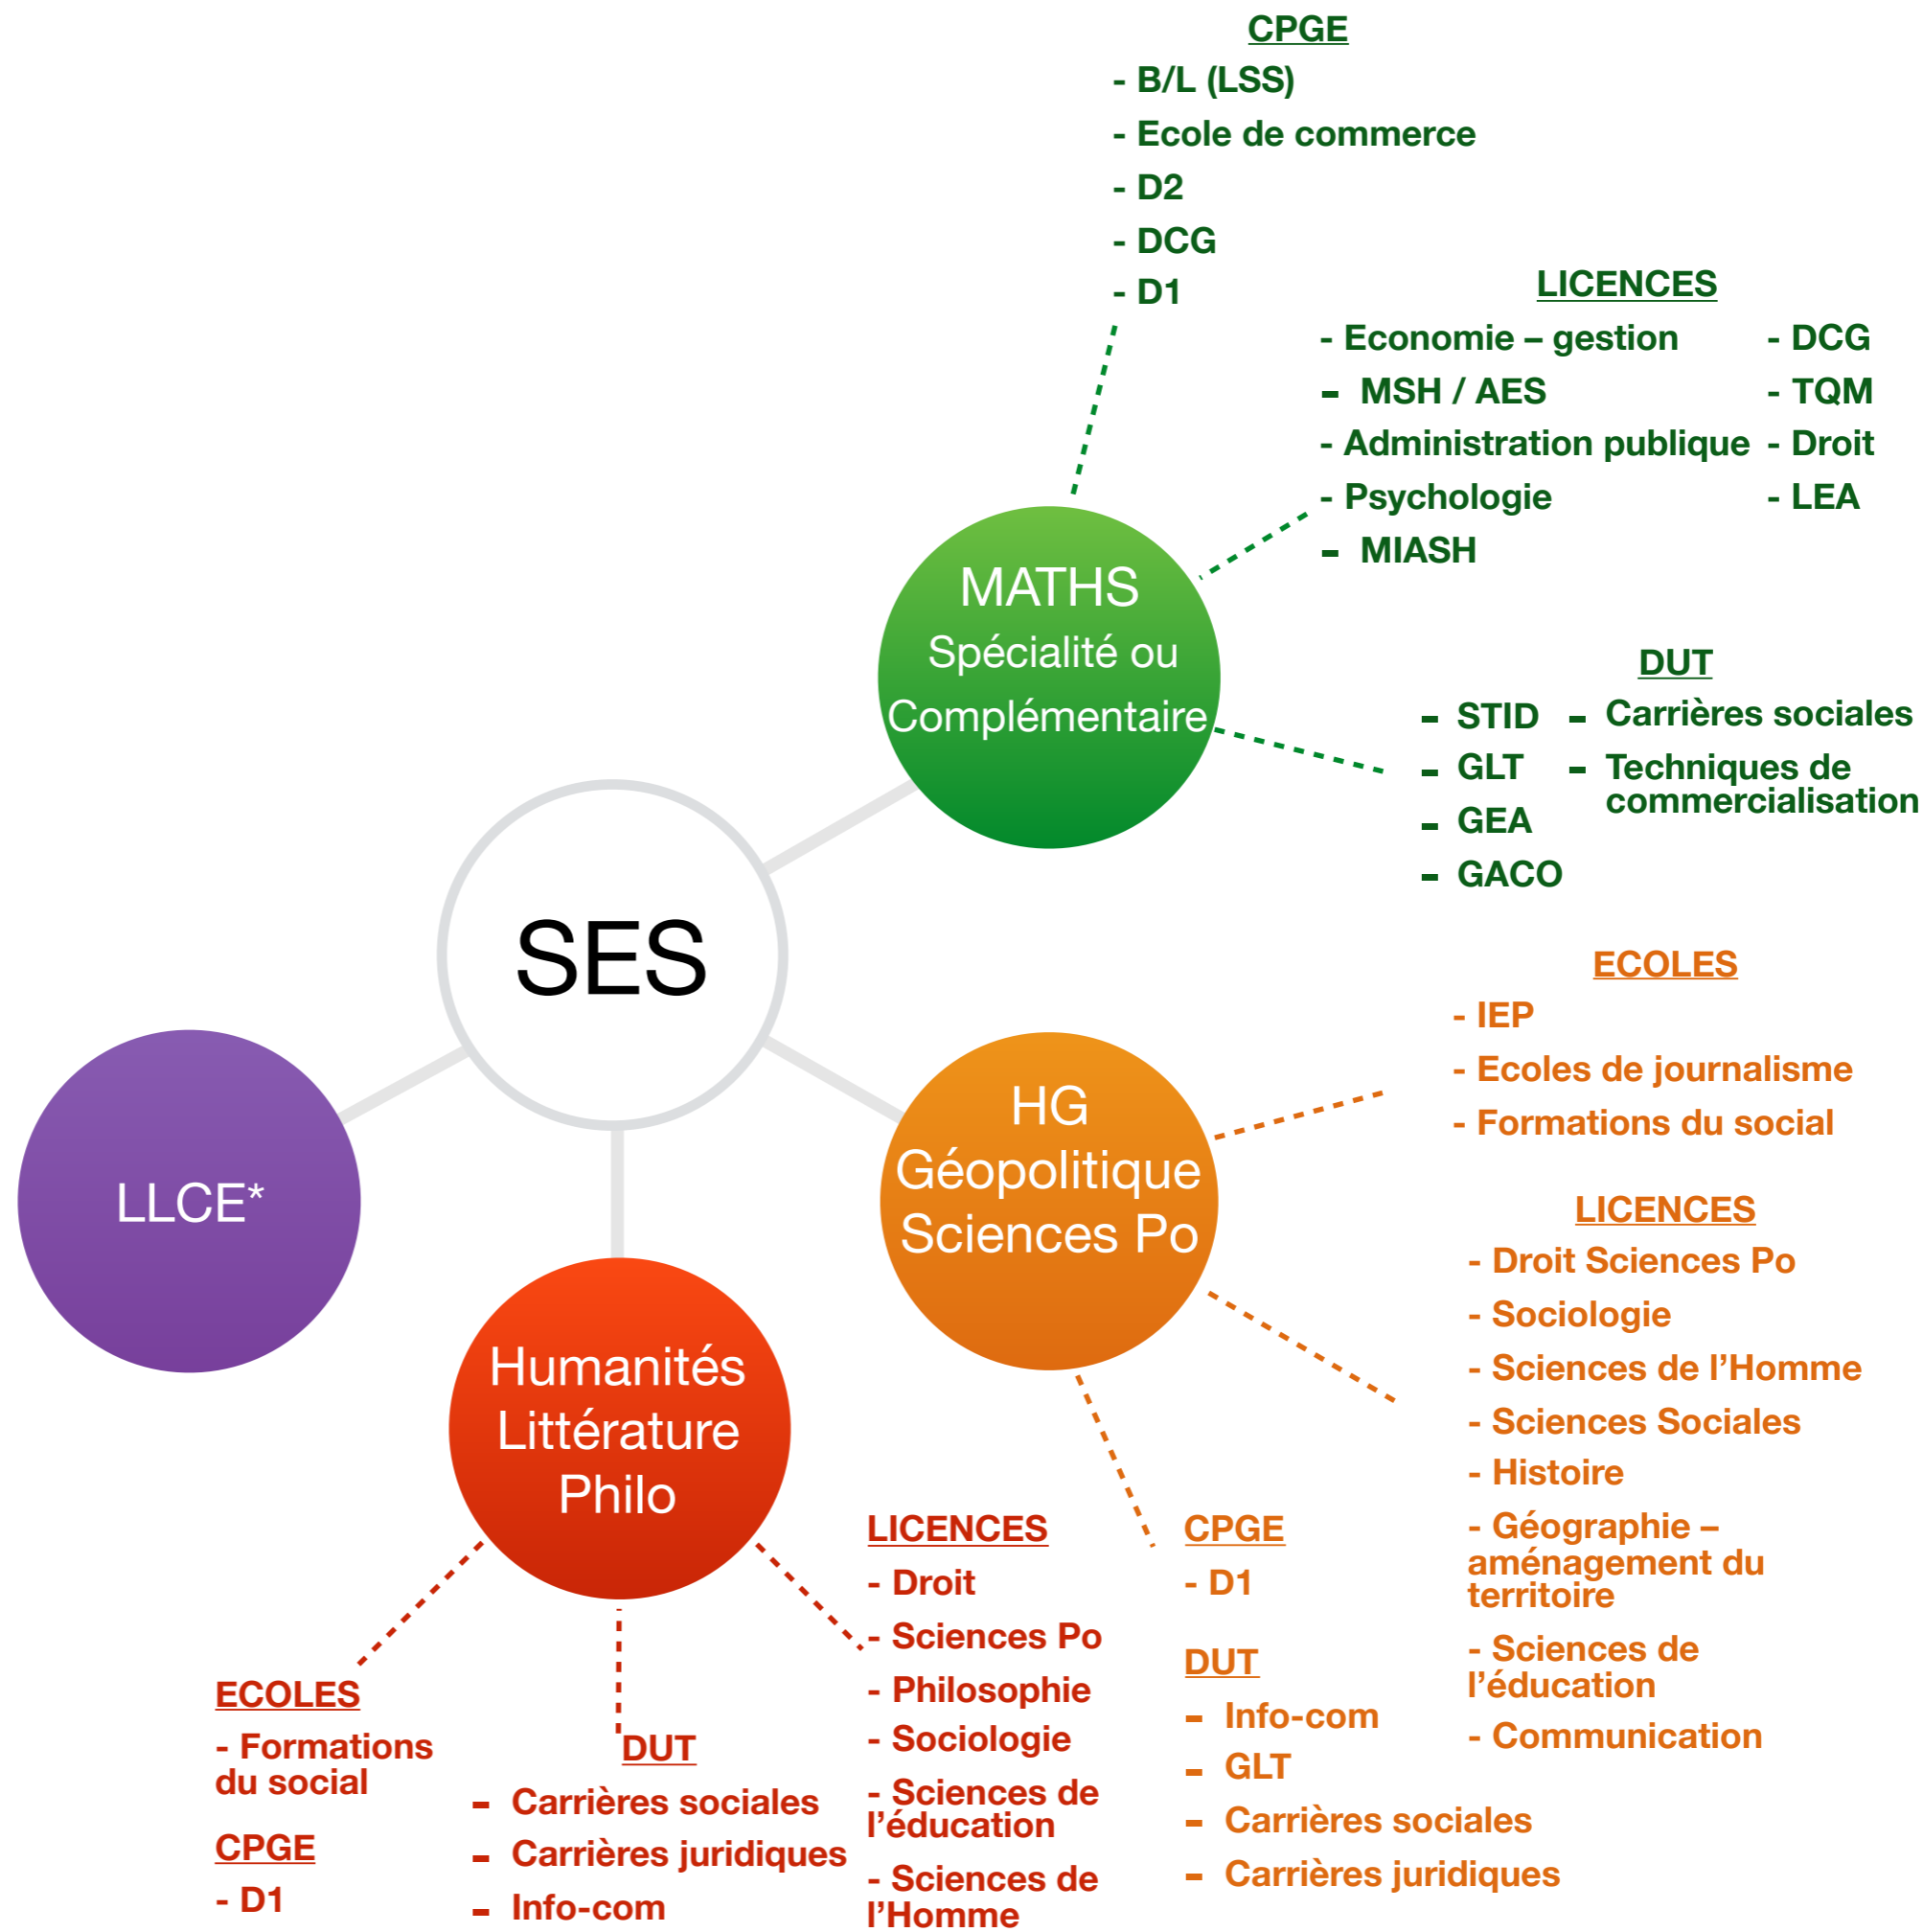 CPGE
- B/L (LSS)
- Ecole de commerce
- D2
- DCG
- D1
LICENCES
- Economie – gestion
- MSH / AES
- Administration publique
- Psychologie
- MIASH
- DCG
- TQM
- Droit
- LEA
MATHS
Spécialité ou
Complémentaire
DUT
- STID
- GLT
- GEA
- GACO
- Carrières sociales
- Techniques de
commercialisation
SES
ECOLES
- IEP
- Ecoles de journalisme
- Formations du social
HG
Géopolitique
Sciences Po
LLCE*
LICENCES
- Droit Sciences Po
- Sociologie
- Sciences de l’Homme
- Sciences Sociales
- Histoire
- Géographie –
aménagement du
territoire
- Sciences de
l’éducation
- Communication
Humanités
Littérature
Philo
LICENCES
- Droit
- Sciences Po
- Philosophie
- Sociologie
- Sciences de
l’éducation
- Sciences de
l’Homme
CPGE
- D1
DUT
- Info-com
- GLT
- Carrières sociales
- Carrières juridiques
ECOLES
- Formations
du social
CPGE
- D1
DUT
- Carrières sociales
- Carrières juridiques
- Info-com